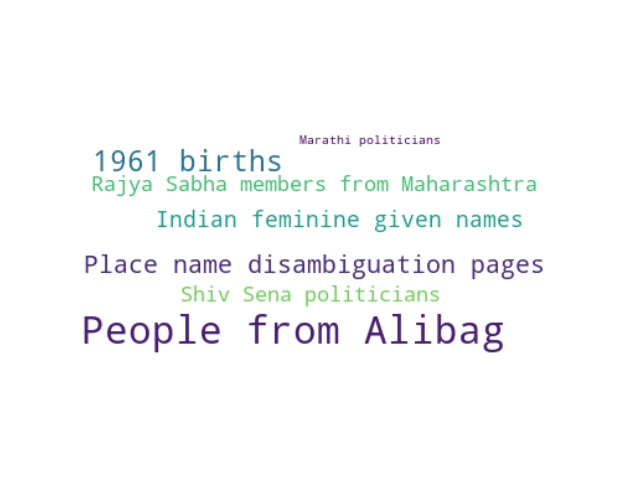 Marathi politicians
1961 births
Rajya Sabha members from Maharashtra
Indian feminine given names
Place name disambiguation pages
Shiv Sena politicians
People from Alibag